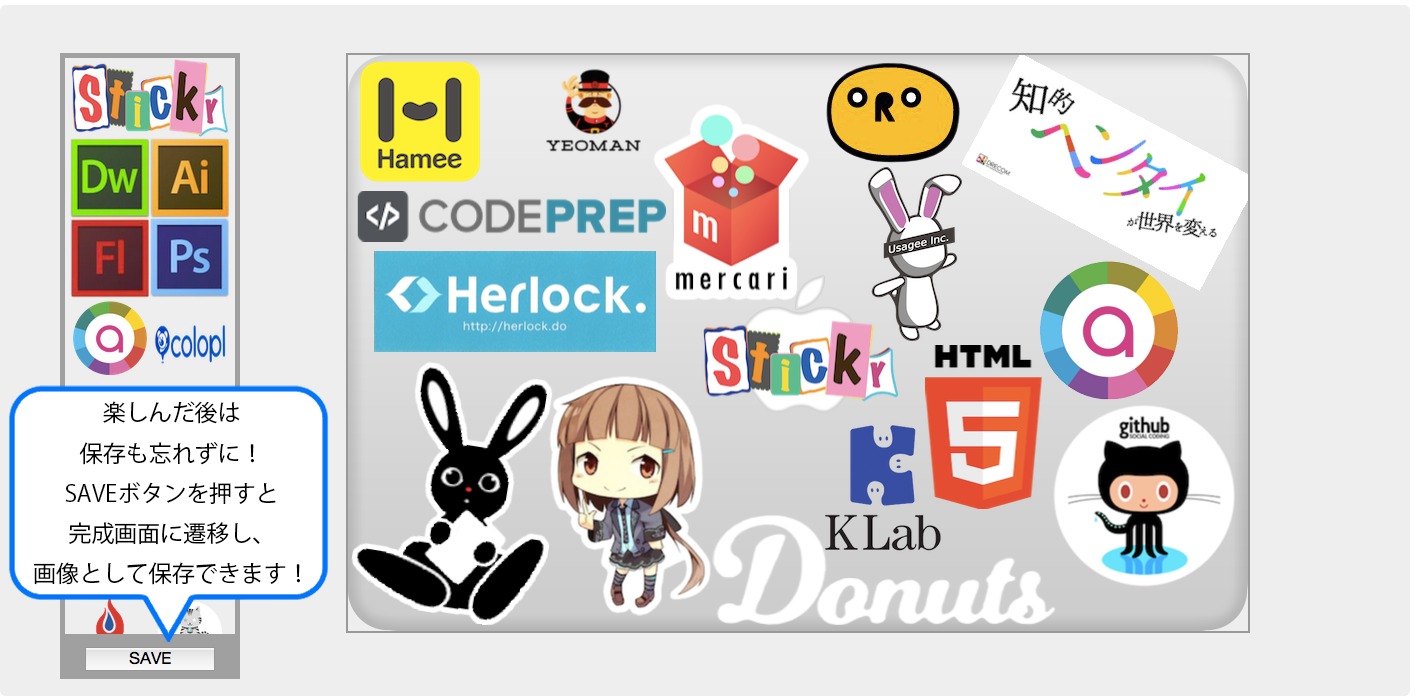 Sticky
Dw
Ai
Fl
Ps
a
colopl
楽しんだ後は
保存も忘れずに！
SAVEボタンを押すと
完成画面に遷移し、
画像として保存できます！
SAVE
Hamee
YEOMAN
</> CODEPREP
Herlock.
http://herlock.do
m
mercari
ORO
Usagee Inc.
知的
ヘンタイ
が世界を変える
DRECOM
Sticky
a
HTML
5
github
SOCIAL CODING
KLab
Donuts